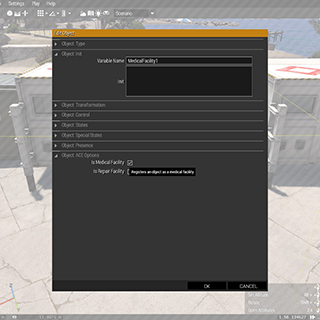 Settings Play Help
Scenario
Edit Object
Object Type
Object Init
Variable Name MedicalFacility1
Init
Object Transformation
Object Control
Object States
Object Special States
Object Presence
Object ACE Options
Is Medical Facility
Is Repair Facility Registers an object as a medical facility
OK CANCEL